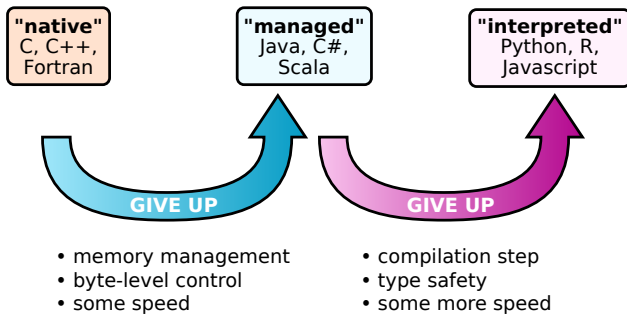 "native"
C, C++,
Fortran
"managed"
Java, C#,
Scala
"interpreted"
Python, R,
Javascript
GIVE UP
GIVE UP
• memory management
• byte-level control
• some speed
• compilation step
• type safety
• some more speed